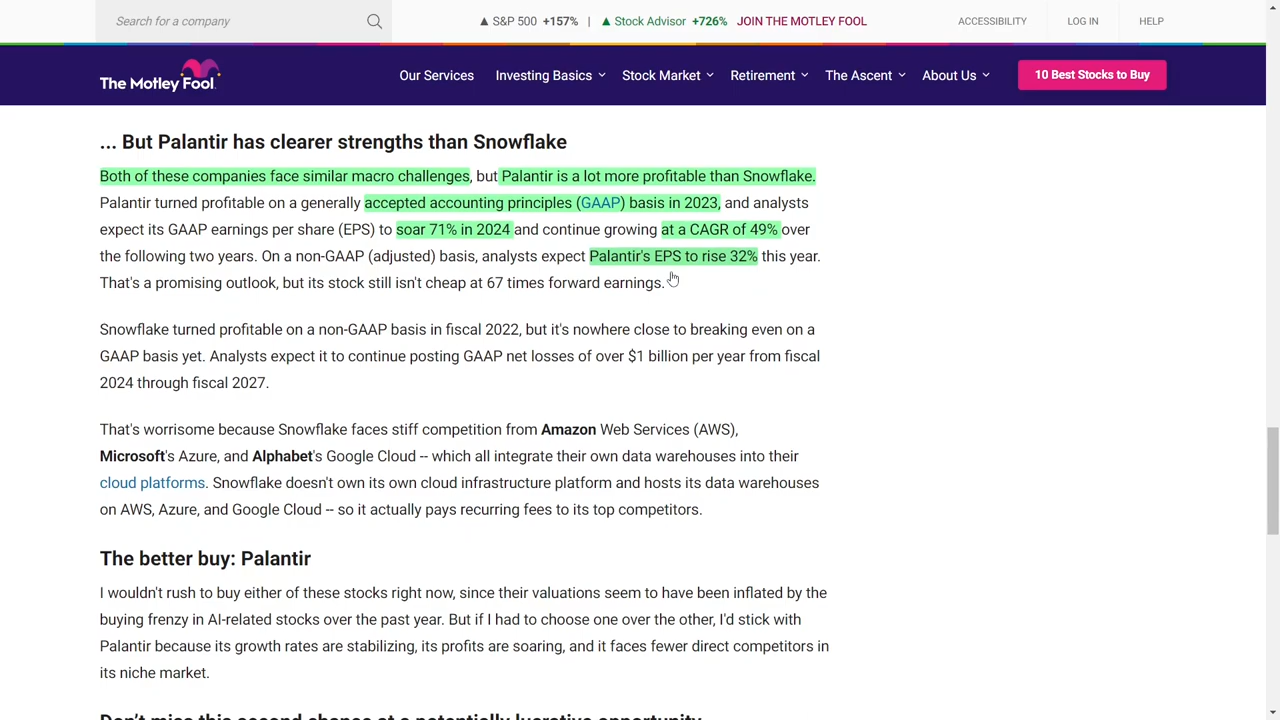 Search for a company
▲ S&P 500 +157% | ▲ Stock Advisor +726% JOIN THE MOTLEY FOOL
ACCESSIBILITY LOG IN HELP
The Motley Fool.
Our Services Investing Basics Stock Market Retirement The Ascent About Us 10 Best Stocks to Buy
... But Palantir has clearer strengths than Snowflake
Both of these companies face similar macro challenges, but Palantir is a lot more profitable than Snowflake.
Palantir turned profitable on a generally accepted accounting principles (GAAP) basis in 2023, and analysts
expect its GAAP earnings per share (EPS) to soar 71% in 2024 and continue growing at a CAGR of 49% over
the following two years. On a non-GAAP (adjusted) basis, analysts expect Palantir's EPS to rise 32% this year.
That's a promising outlook, but its stock still isn't cheap at 67 times forward earnings.
Snowflake turned profitable on a non-GAAP basis in fiscal 2022, but it's nowhere close to breaking even on a
GAAP basis yet. Analysts expect it to continue posting GAAP net losses of over $1 billion per year from fiscal
2024 through fiscal 2027.
That's worrisome because Snowflake faces stiff competition from Amazon Web Services (AWS),
Microsoft's Azure, and Alphabet's Google Cloud -- which all integrate their own data warehouses into their
cloud platforms. Snowflake doesn't own its own cloud infrastructure platform and hosts its data warehouses
on AWS, Azure, and Google Cloud -- so it actually pays recurring fees to its top competitors.
The better buy: Palantir
I wouldn't rush to buy either of these stocks right now, since their valuations seem to have been inflated by the
buying frenzy in AI-related stocks over the past year. But if I had to choose one over the other, I'd stick with
Palantir because its growth rates are stabilizing, its profits are soaring, and it faces fewer direct competitors in
its niche market.
Don't miss this second chance at a potentially lucrative opportunity